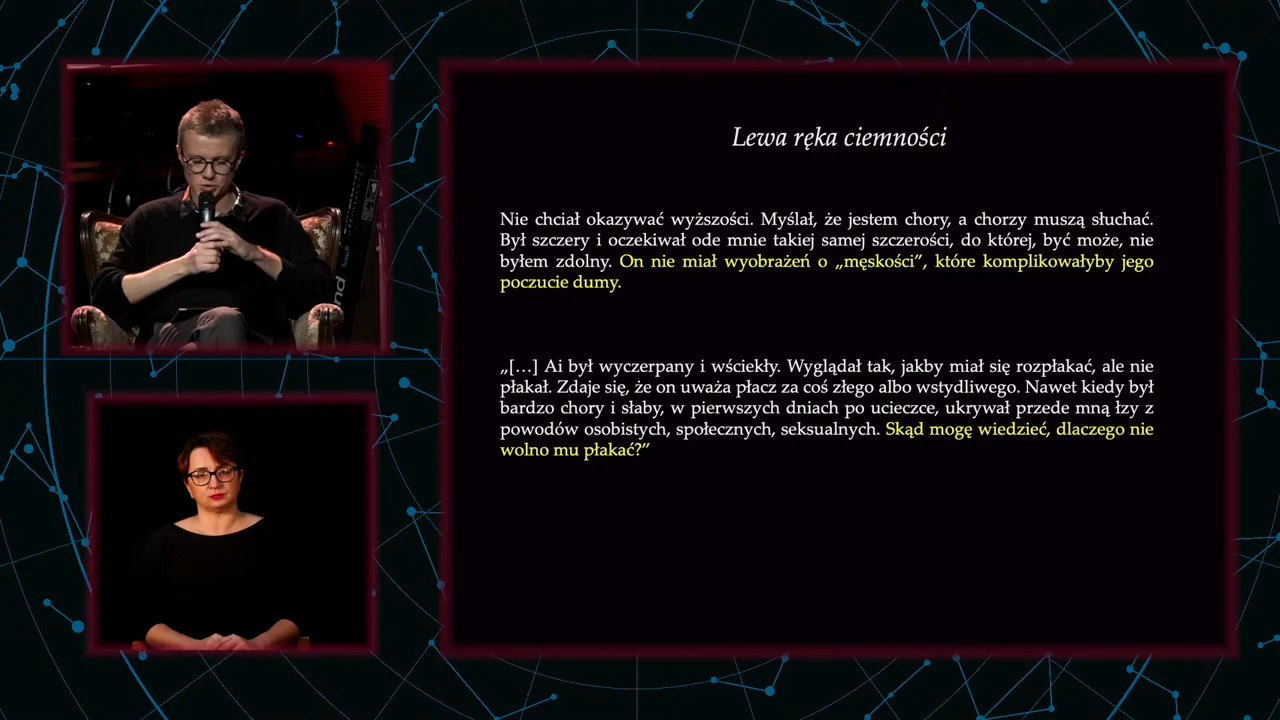 Lewa ręka ciemności
Nie chciał okazywać wyższości. Myślał, że jestem chory, a chorzy muszą słuchać.
Był szczery i oczekiwał ode mnie takiej samej szczerości, do której, być może, nie
byłem zdolny. On nie miał wyobrażeń o „męskości”, które komplikowałyby jego
poczucie dumy.
„[…] Ai był wyczerpany i wściekły. Wyglądał tak, jakby miał się rozpłakać, ale nie
płakał. Zdaje się, że on uważa płacz za coś złego albo wstydliwego. Nawet kiedy był
bardzo chory i słaby, w pierwszych dniach po ucieczce, ukrywał przede mną łzy z
powodów osobistych, społecznych, seksualnych. Skąd mogę wiedzieć, dlaczego nie
wolno mu płakać?”